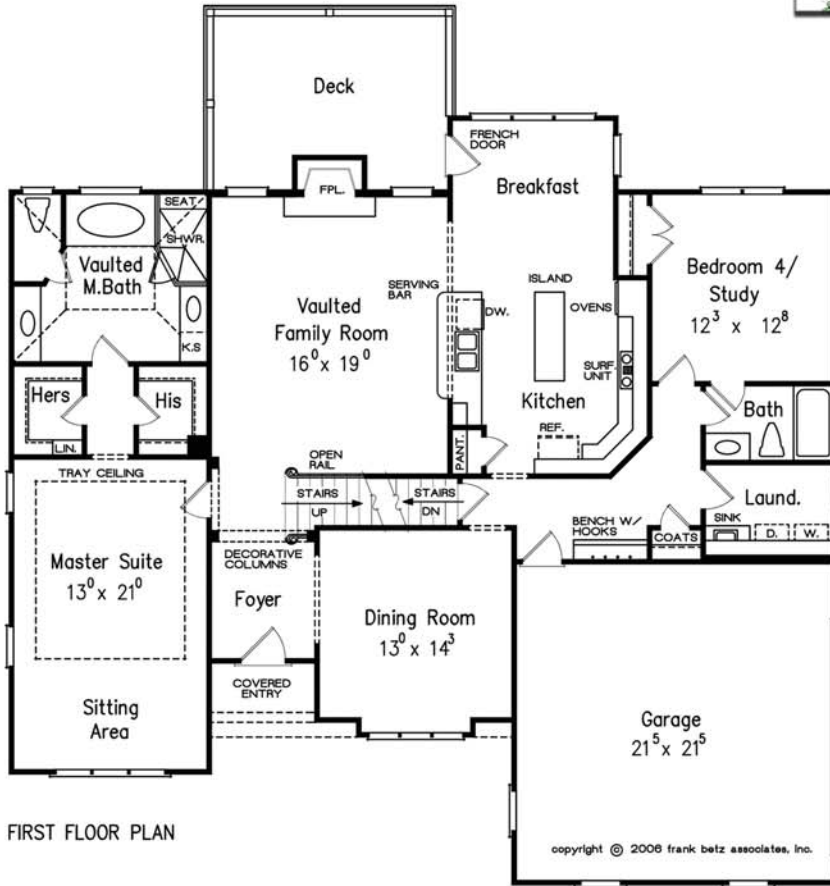 Deck
FRENCH
DOOR
Breakfast
FPL.
SEAT
SHWR.
Vaulted
M.Bath
K.S
Vaulted
Family Room
16⁰ x 19⁰
SERVING
BAR
DW.
ISLAND
OVENS
SURF.
UNIT
Kitchen
REF.
PANT.
Bedroom 4/
Study
12³ x 12⁸
Hers
His
LIN.
Bath
TRAY CEILING
OPEN
RAIL
STAIRS
UP
STAIRS
DN
Laund.
SINK
D.
W.
BENCH W/
HOOKS
COATS
Master Suite
13⁰ x 21⁰
DECORATIVE
COLUMNS
Foyer
Dining Room
13⁰ x 14³
COVERED
ENTRY
Sitting
Area
Garage
21⁵ x 21⁵
FIRST FLOOR PLAN
copyright © 2006 frank betz associates, inc.